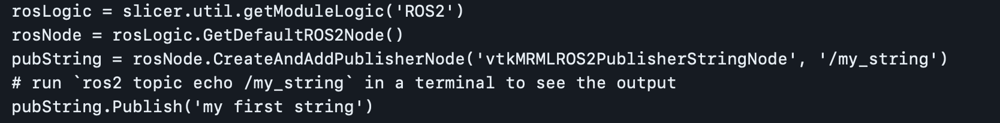 rosLogic = slicer.util.getModuleLogic('ROS2')
rosNode = rosLogic.GetDefaultROS2Node()
pubString = rosNode.CreateAndAddPublisherNode('vtkMRMLROS2PublisherStringNode', '/my_string')
# run `ros2 topic echo /my_string` in a terminal to see the output
pubString.Publish('my first string')